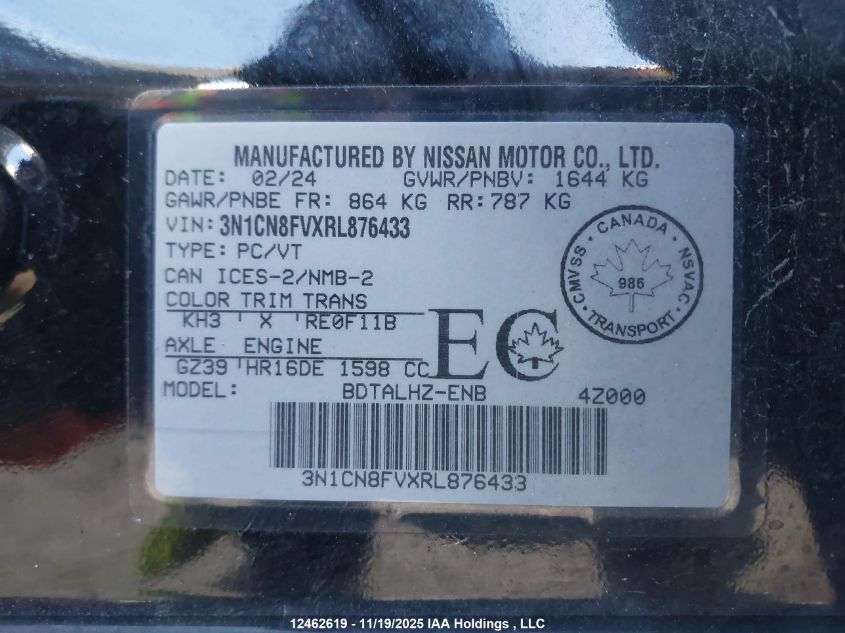 MANUFACTURED BY NISSAN MOTOR CO., LTD.
DATE: 02/24 GVWR/PNBV: 1644 KG
GAWR/PNBE FR: 864 KG RR:787 KG
VIN: 3N1CN8FVXRL876433
TYPE: PC/VT
CAN ICES-2/NMB-2
COLOR TRIM TRANS
KH3 ' X 'RE0F11B
AXLE ENGINE
GZ39 'HR16DE 1598 CC
EC
MODEL: BDTALHZ-ENB 4Z000
3N1CN8FVXRL876433
CMVSS · CANADA · NSVAC · TRANSPORT ·
986
12462619 - 11/19/2025 IAA Holdings , LLC